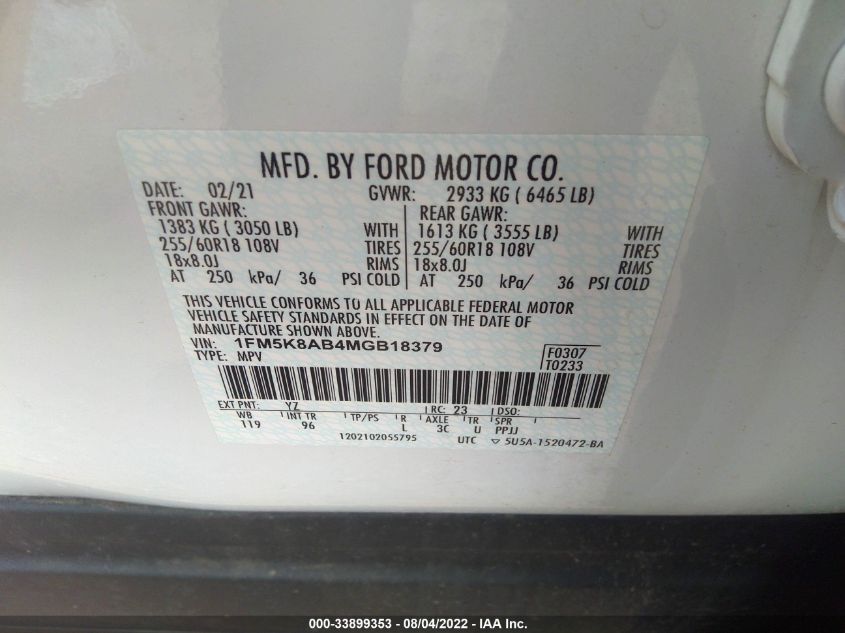 MFD. BY FORD MOTOR CO.
DATE: 02/21 GVWR: 2933 KG ( 6465 LB)
FRONT GAWR: REAR GAWR:
1383 KG ( 3050 LB) WITH 1613 KG ( 3555 LB) WITH
255/60R18 108V TIRES 255/60R18 108V TIRES
18x8.0J RIMS 18x8.0J RIMS
AT 250 kPa/ 36 PSI COLD AT 250 kPa/ 36 PSI COLD
THIS VEHICLE CONFORMS TO ALL APPLICABLE FEDERAL MOTOR
VEHICLE SAFETY STANDARDS IN EFFECT ON THE DATE OF
MANUFACTURE SHOWN ABOVE.
VIN: 1FM5K8AB4MGB18379 F0307
TYPE: MPV T0233
EXT PNT: YZ RC: 23 DSO:
WB INT TR TP/PS R AXLE TR SPR
119 96 L 3C U PPJJ
1202102055795 UTC ▽ 5U5A-1520472-BA
000-33899353 - 08/04/2022 - IAA Inc.